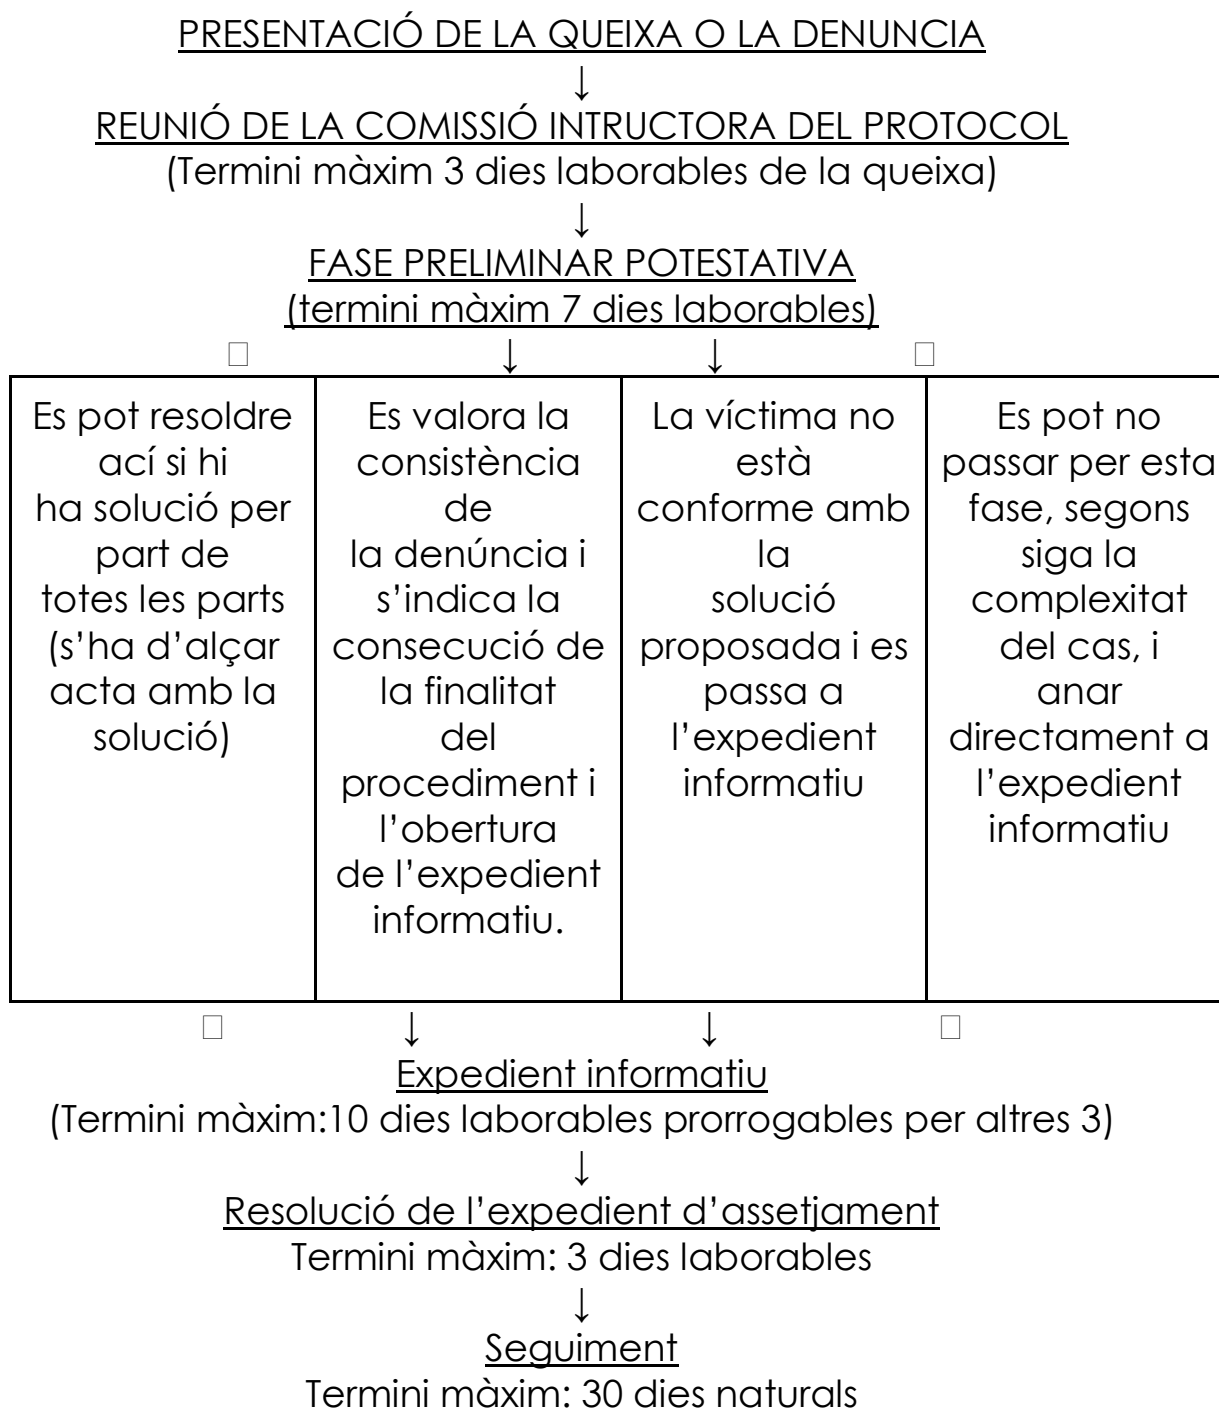 PRESENTACIÓ DE LA QUEIXA O LA DENUNCIA
↓
REUNIÓ DE LA COMISSIÓ INTRUCTORA DEL PROTOCOL
(Termini màxim 3 dies laborables de la queixa)
↓
FASE PRELIMINAR POTESTATIVA
(termini màxim 7 dies laborables)
□ ↓ ↓ □
Es pot resoldre
ací si hi
ha solució per
part de
totes les parts
(s’ha d’alçar
acta amb la
solució)
Es valora la
consistència
de
la denúncia i
s’indica la
consecució de
la finalitat
del
procediment i
l’obertura
de l’expedient
informatiu.
La víctima no
està
conforme amb
la
solució
proposada i es
passa a
l’expedient
informatiu
Es pot no
passar per esta
fase, segons
siga la
complexitat
del cas, i
anar
directament a
l’expedient
informatiu
□ ↓ ↓ □
Expedient informatiu
(Termini màxim:10 dies laborables prorrogables per altres 3)
↓
Resolució de l’expedient d’assetjament
Termini màxim: 3 dies laborables
↓
Seguiment
Termini màxim: 30 dies naturals